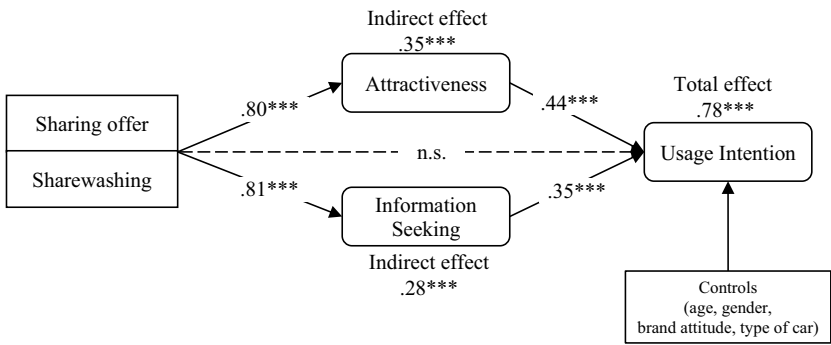 Indirect effect
.35***
Attractiveness
Total effect
.78***
.80***
.44***
Sharing offer
n.s.
Usage Intention
Sharewashing
.81***
.35***
Information
Seeking
Indirect effect
.28***
Controls
(age, gender,
brand attitude, type of car)